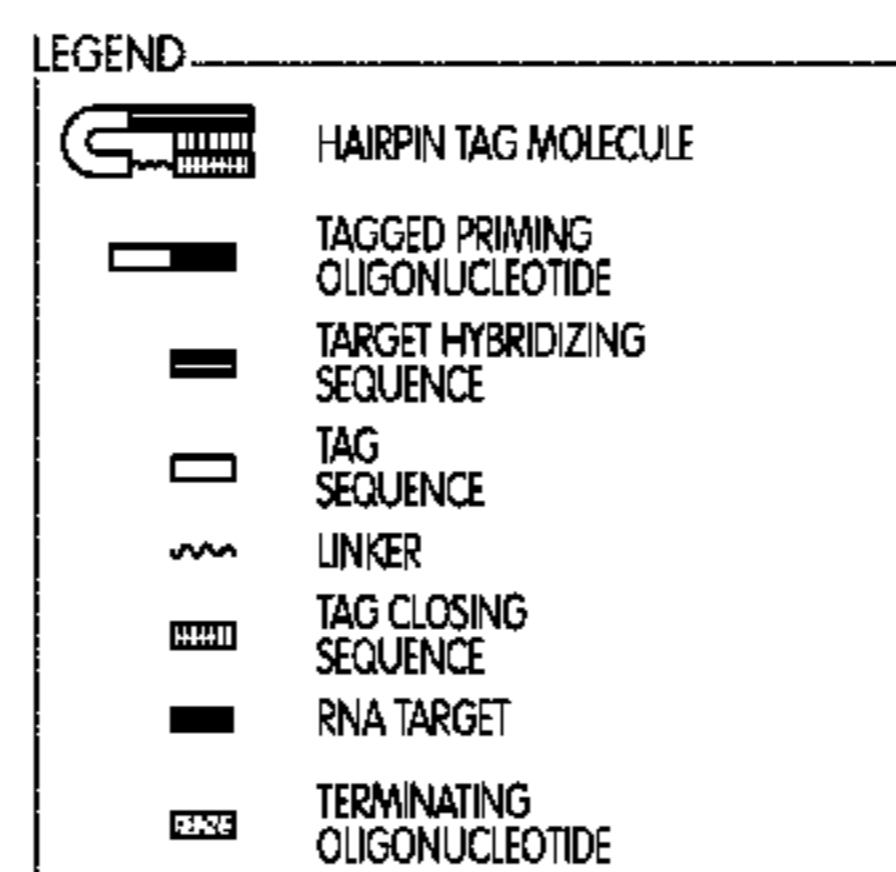 LEGEND
HAIRPIN TAG MOLECULE
TAGGED PRIMING
OLIGONUCLEOTIDE
TARGET HYBRIDIZING
SEQUENCE
TAG
SEQUENCE
LINKER
TAG CLOSING
SEQUENCE
RNA TARGET
TERMINATING
OLIGONUCLEOTIDE